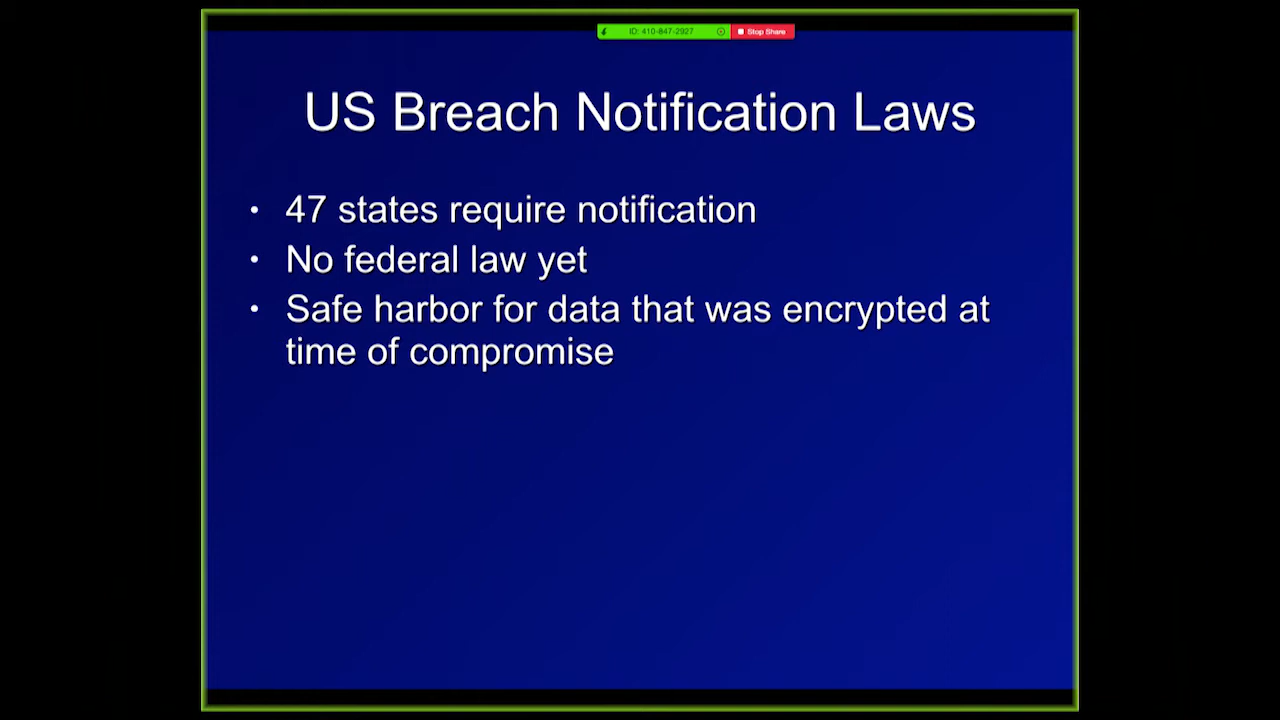 ID: 410-847-2927
Stop Share
US Breach Notification Laws
• 47 states require notification
• No federal law yet
• Safe harbor for data that was encrypted at
time of compromise